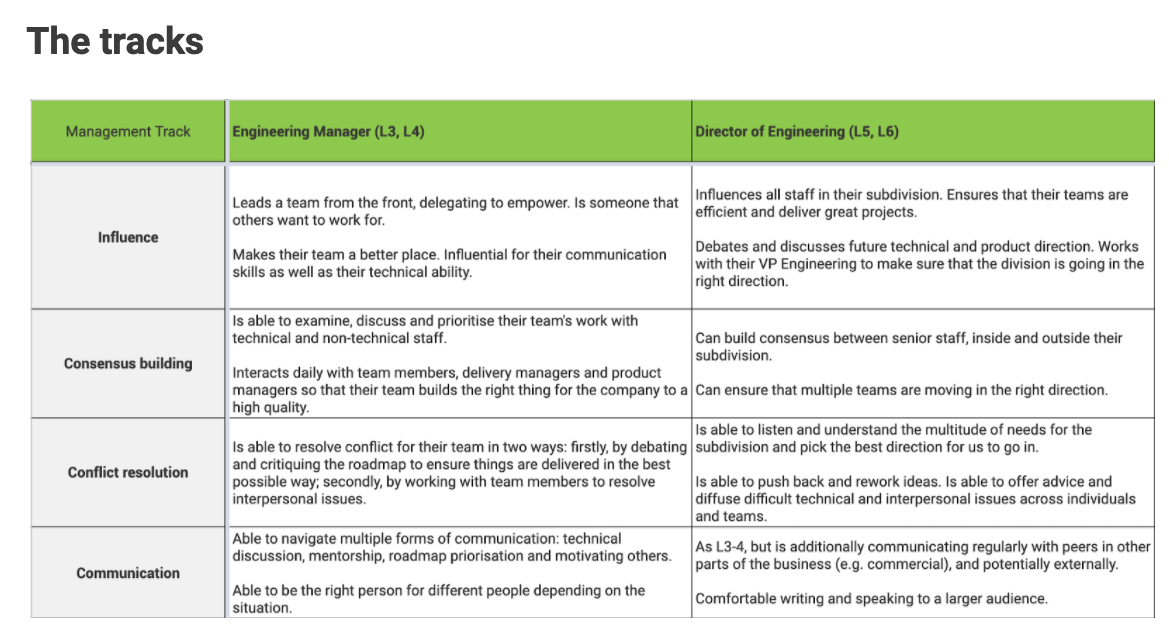 The tracks
Management Track
Engineering Manager (L3, L4)
Director of Engineering (L5, L6)
Influence
Leads a team from the front, delegating to empower. Is someone that
others want to work for.
Makes their team a better place. Influential for their communication
skills as well as their technical ability.
Influences all staff in their subdivision. Ensures that their teams are
efficient and deliver great projects.
Debates and discusses future technical and product direction. Works
with their VP Engineering to make sure that the division is going in the
right direction.
Consensus building
Is able to examine, discuss and prioritise their team's work with
technical and non-technical staff.
Interacts daily with team members, delivery managers and product
managers so that their team builds the right thing for the company to a
high quality.
Can build consensus between senior staff, inside and outside their
subdivision.
Can ensure that multiple teams are moving in the right direction.
Conflict resolution
Is able to resolve conflict for their team in two ways: firstly, by debating
and critiquing the roadmap to ensure things are delivered in the best
possible way; secondly, by working with team members to resolve
interpersonal issues.
Is able to listen and understand the multitude of needs for the
subdivision and pick the best direction for us to go in.
Is able to push back and rework ideas. Is able to offer advice and
diffuse difficult technical and interpersonal issues across individuals
and teams.
Communication
Able to navigate multiple forms of communication: technical
discussion, mentorship, roadmap priorisation and motivating others.
Able to be the right person for different people depending on the
situation.
As L3-4, but is additionally communicating regularly with peers in other
parts of the business (e.g. commercial), and potentially externally.
Comfortable writing and speaking to a larger audience.